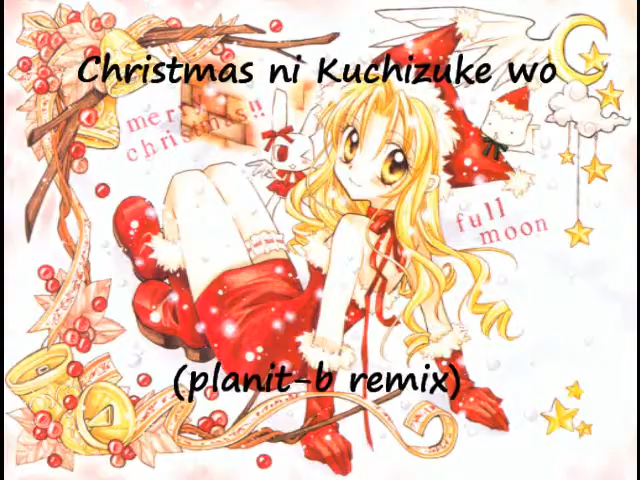 Christmas ni Kuchizuke wo
merry
christmas!!
full
moon
(planit-b remix)